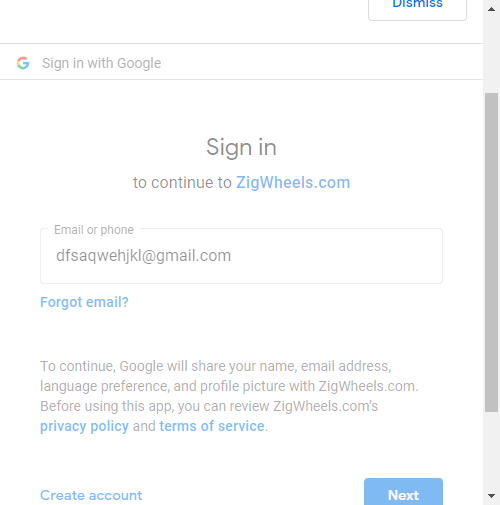 Dismiss
Sign in with Google
Sign in
to continue to ZigWheels.com
Email or phone
dfsaqwehjkl@gmail.com
Forgot email?
To continue, Google will share your name, email address,
language preference, and profile picture with ZigWheels.com.
Before using this app, you can review ZigWheels.com’s
privacy policy and terms of service.
Create account
Next